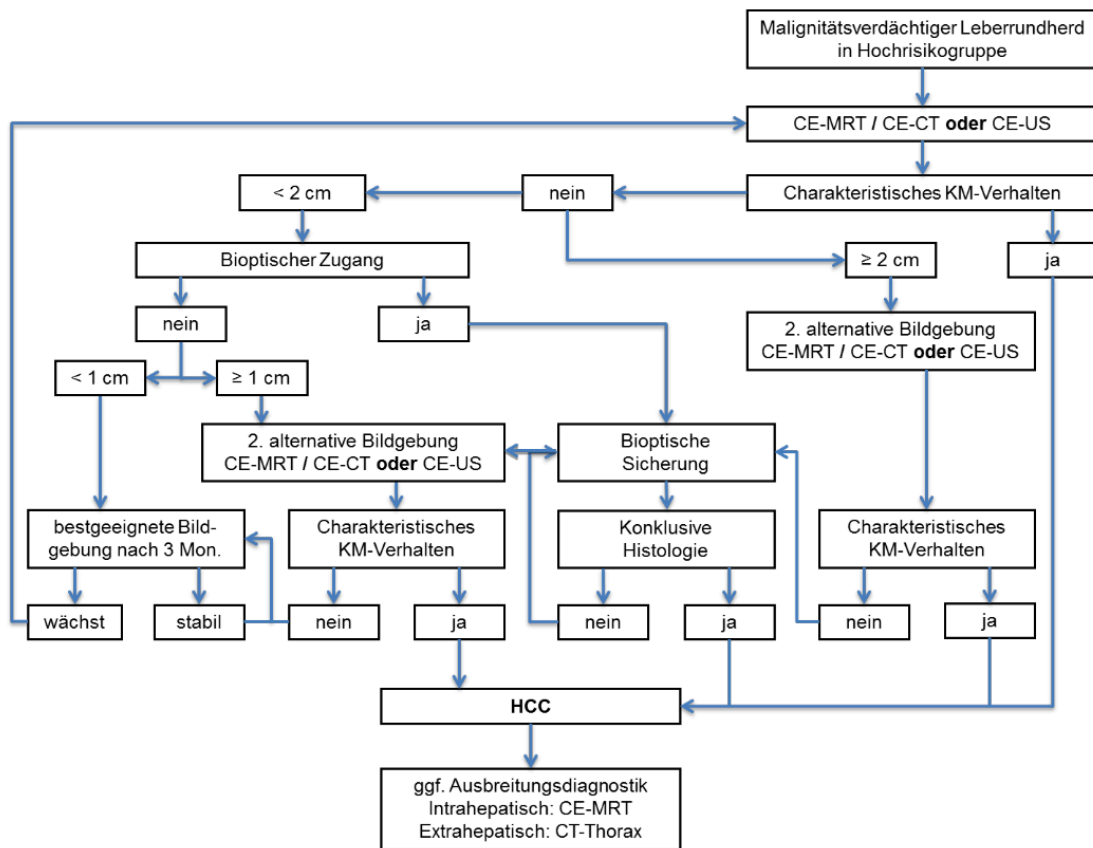 Malignitätsverdächtiger Leberrundherd
in Hochrisikogruppe
CE-MRT / CE-CT oder CE-US
< 2 cm
nein
Charakteristisches KM-Verhalten
Bioptischer Zugang
≥ 2 cm
ja
nein
ja
2. alternative Bildgebung
CE-MRT / CE-CT oder CE-US
< 1 cm
≥ 1 cm
2. alternative Bildgebung
CE-MRT / CE-CT oder CE-US
Bioptische
Sicherung
bestgeeignete Bild-
gebung nach 3 Mon.
Charakteristisches
KM-Verhalten
Konklusive
Histologie
Charakteristisches
KM-Verhalten
wächst
stabil
nein
ja
nein
ja
nein
ja
HCC
ggf. Ausbreitungsdiagnostik
Intrahepatisch: CE-MRT
Extrahepatisch: CT-Thorax